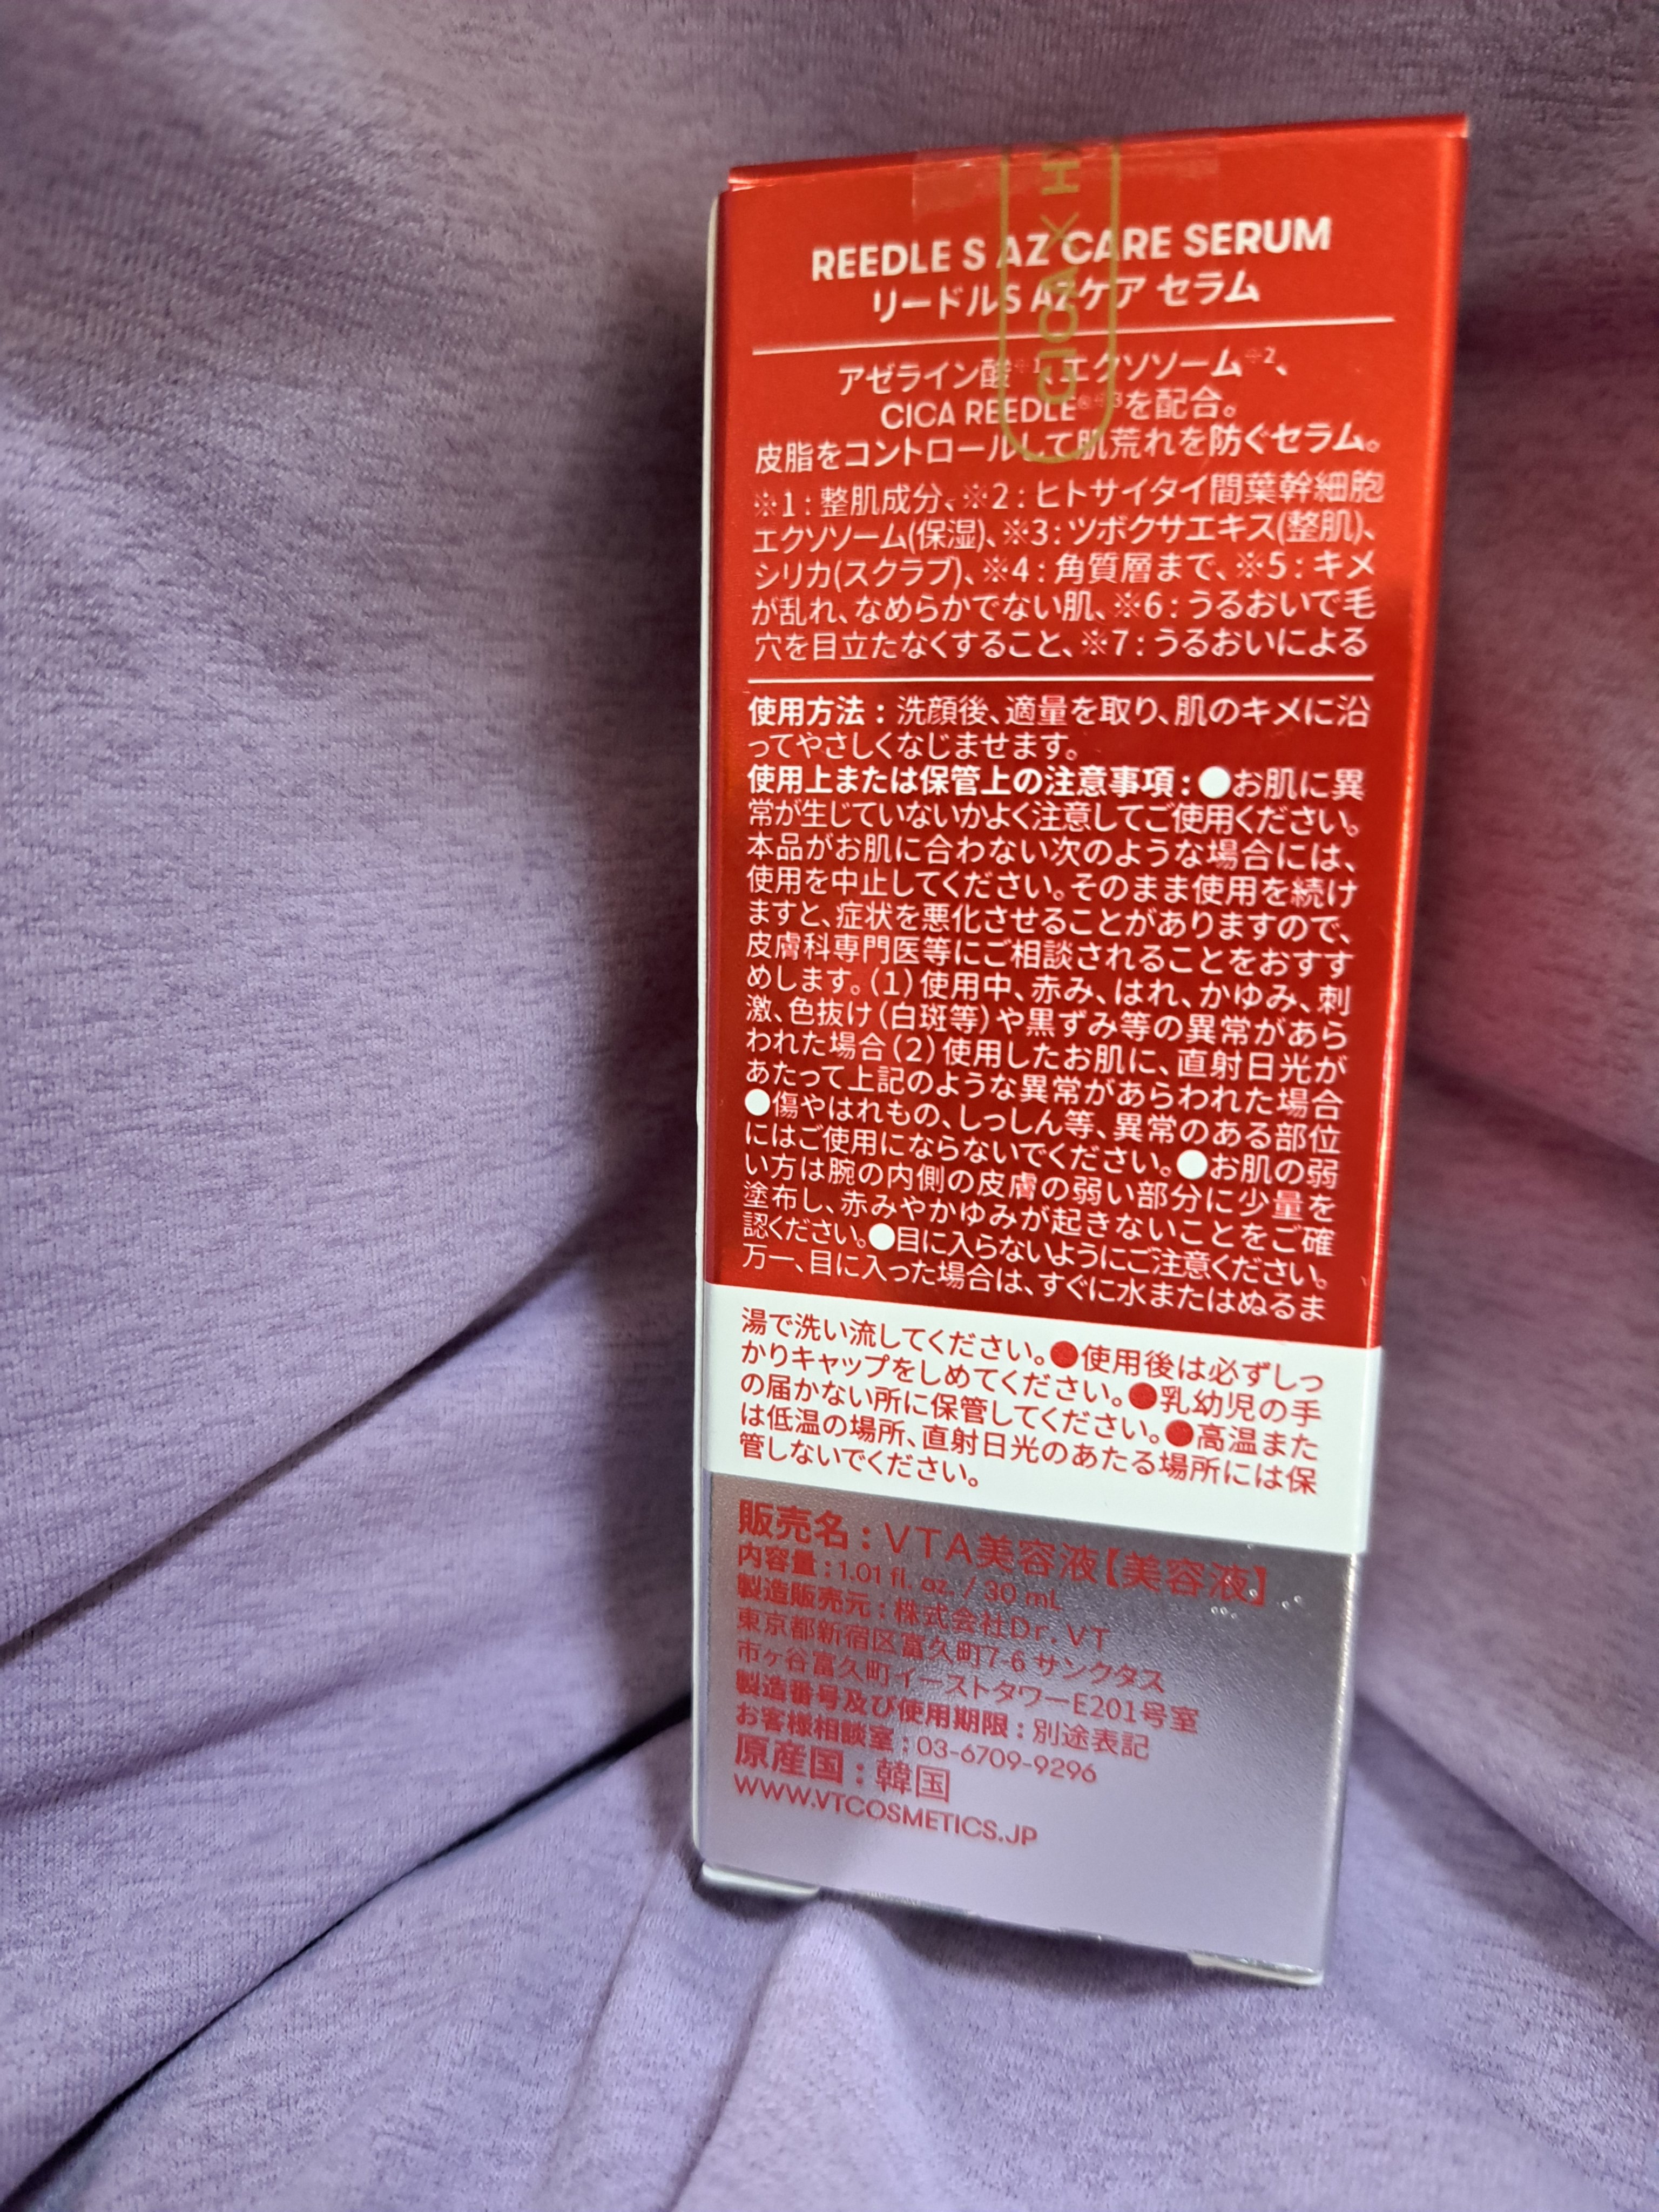 REEDLE S AZ CARE SERUM
リードルS AZケア セラム
アゼライン酸※1、エクソソーム※2、
CICA REEDLE®※3を配合。
皮脂をコントロールして肌荒れを防ぐセラム。
※1：整肌成分、※2：ヒトサイタイ間葉幹細胞
エクソソーム(保湿)、※3：ツボクサエキス(整肌)、
シリカ(スクラブ)、※4：角質層まで、※5：キメ
が乱れ、なめらかでない肌、※6：うるおいで毛
穴を目立たなくすること、※7：うるおいによる
使用方法：洗顔後、適量を取り、肌のキメに沿
ってやさしくなじませます。
使用上または保管上の注意事項：●お肌に異
常が生じていないかよく注意してご使用ください。
本品がお肌に合わない次のような場合には、
使用を中止してください。そのまま使用を続け
ますと、症状を悪化させることがありますので、
皮膚科専門医等にご相談されることをおすす
めします。(1)使用中、赤み、はれ、かゆみ、刺
激、色抜け(白斑等)や黒ずみ等の異常があら
われた場合(2)使用したお肌に、直射日光が
あたって上記のような異常があらわれた場合
●傷やはれもの、しっしん等、異常のある部位
にはご使用にならないでください。●お肌の弱
い方は腕の内側の皮膚の弱い部分に少量を
塗布し、赤みやかゆみが起きないことをご確
認ください。●目に入らないようにご注意ください。
万一、目に入った場合は、すぐに水またはぬるま
湯で洗い流してください。●使用後は必ずしっ
かりキャップをしめてください。●乳幼児の手
の届かない所に保管してください。●高温また
は低温の場所、直射日光のあたる場所には保
管しないでください。
販売名：VTA美容液【美容液】
内容量：1.01 fl. oz. / 30 mL
製造販売元：株式会社Dr. VT
東京都新宿区富久町7-6 サンクタス
市ヶ谷富久町イーストタワーE201号室
製造番号及び使用期限：別途表記
お客様相談室：03-6709-9296
原産国：韓国
WWW.VTCOSMETICS.JP
CICA × H